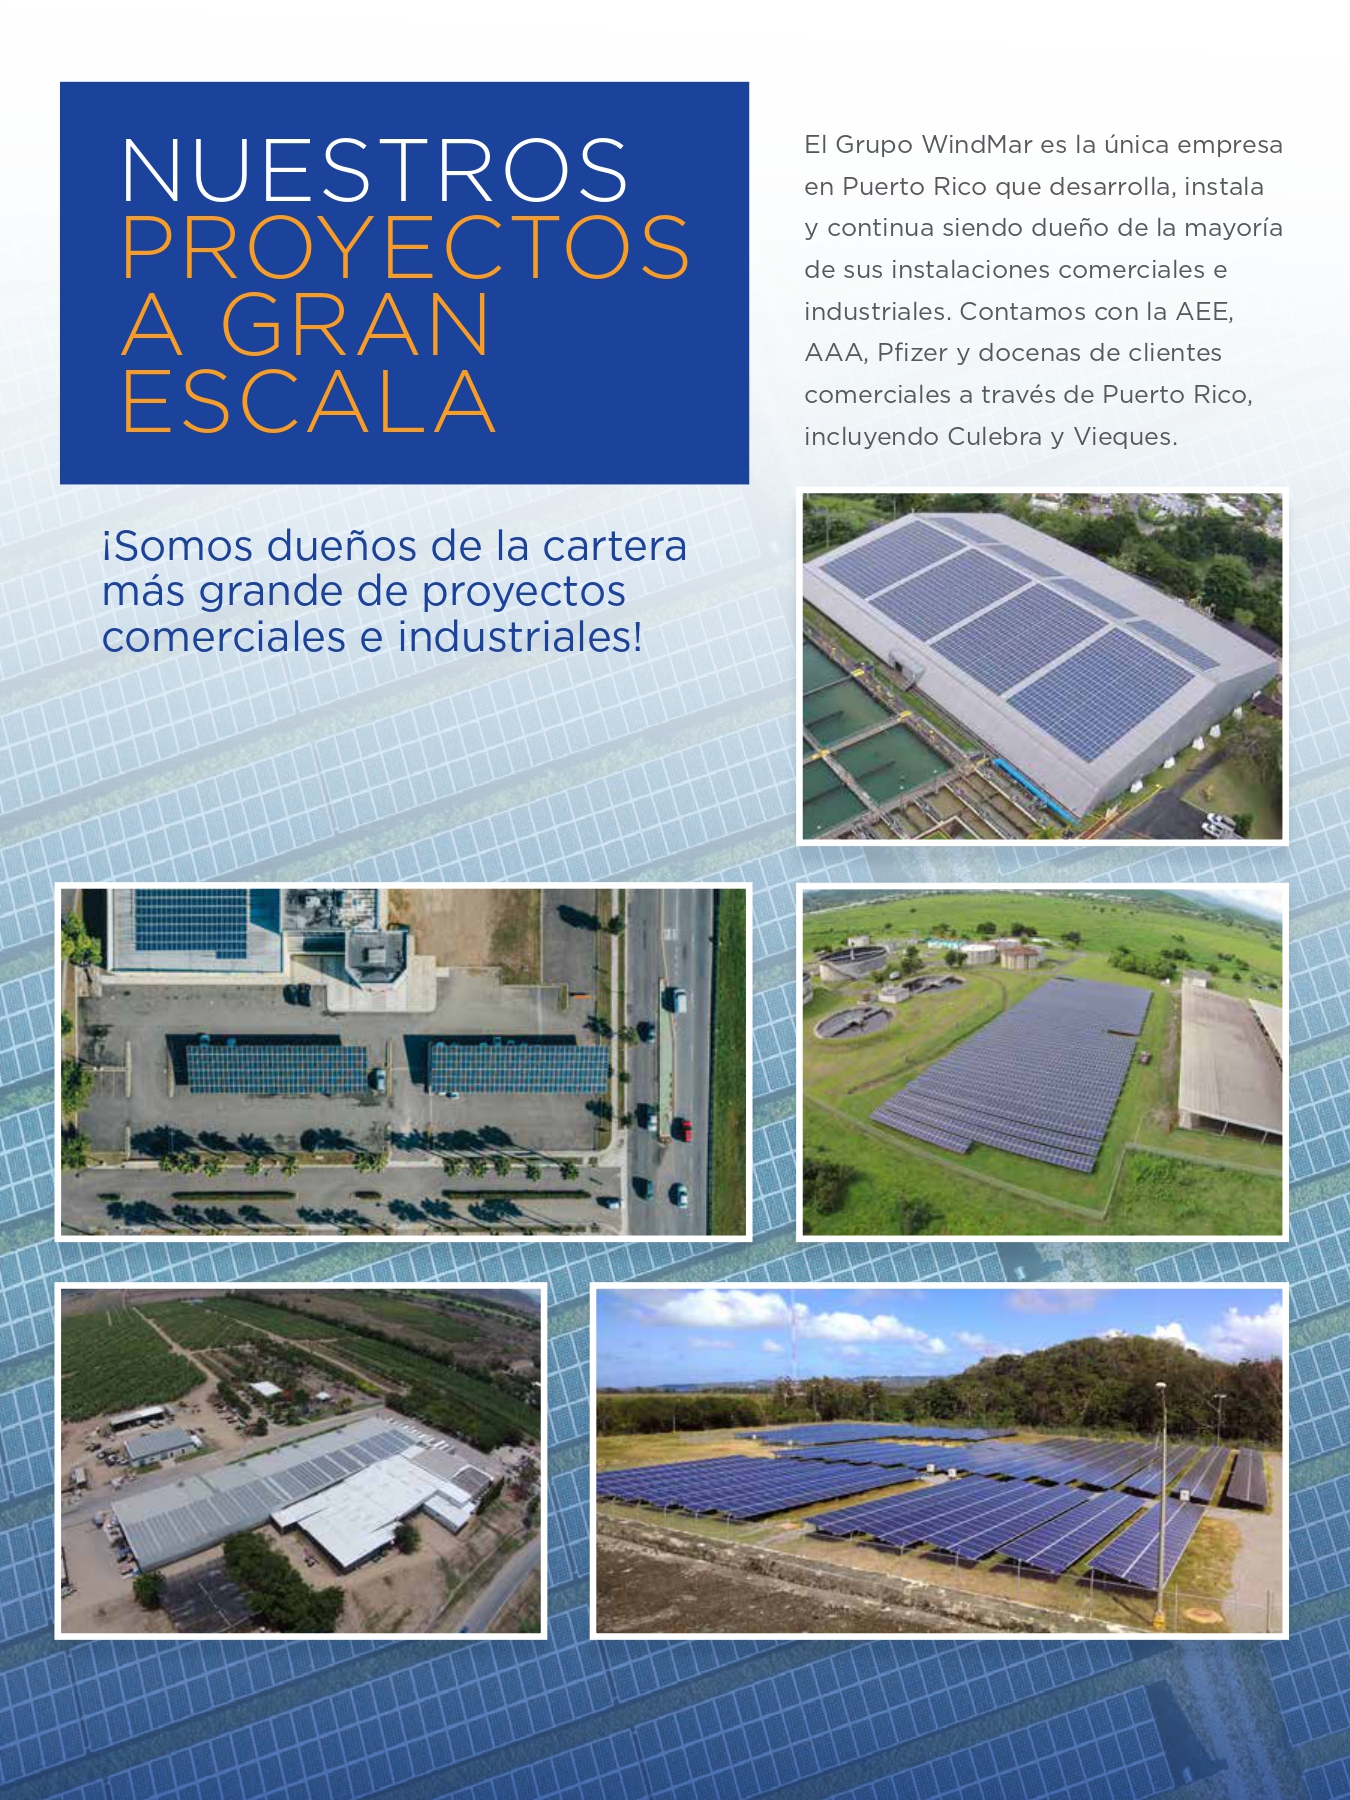 NUESTROS
PROYECTOS
A GRAN
ESCALA
¡Somos dueños de la cartera
más grande de proyectos
comerciales e industriales!
El Grupo WindMar es la única empresa
en Puerto Rico que desarrolla, instala
y continua siendo dueño de la mayoría
de sus instalaciones comerciales e
industriales. Contamos con la AEE,
AAA, Pfizer y docenas de clientes
comerciales a través de Puerto Rico,
incluyendo Culebra y Vieques.